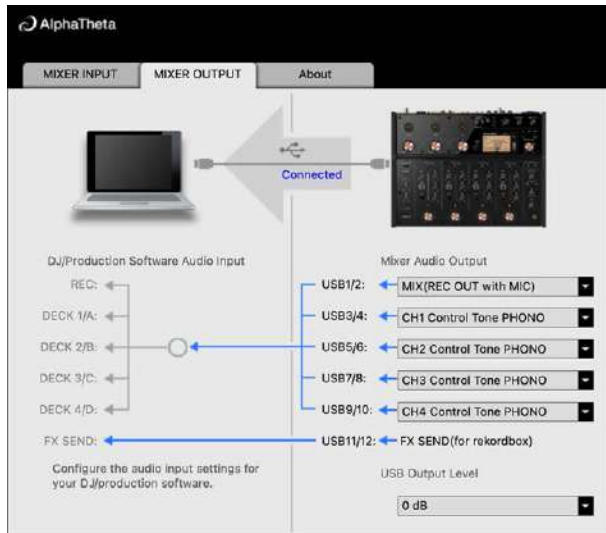 AlphaTheta
MIXER INPUT
MIXER OUTPUT
About
Connected
DJ/Production Software Audio Input
Mixer Audio Output
REC:
USB1/2:
MIX(REC OUT with MIC)
DECK 1/A:
USB3/4:
CH1 Control Tone PHONO
DECK 2/B:
USB5/6:
CH2 Control Tone PHONO
DECK 3/C:
USB7/8:
CH3 Control Tone PHONO
DECK 4/D:
USB9/10:
CH4 Control Tone PHONO
FX SEND:
USB11/12:
FX SEND(for rekordbox)
Configure the audio input settings for
your DJ/production software.
USB Output Level
0 dB